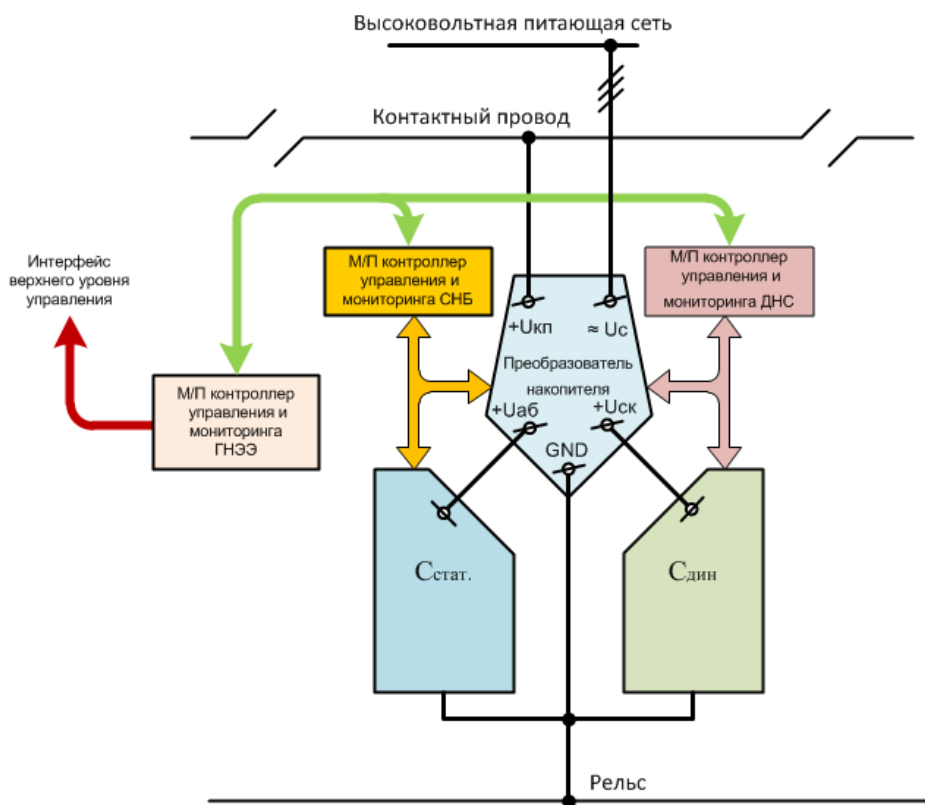 Высоковольтная питающая сеть
Контактный провод
Интерфейс
верхнего уровня
управления
М/П контроллер
управления и
мониторинга СНБ
М/П контроллер
управления и
мониторинга ДНС
+Uкп
≈ Uс
Преобразователь
накопителя
+Uаб
+Uск
GND
М/П контроллер
управления и
мониторинга
ГНЭЭ
Cстат.
Cдин
Рельс